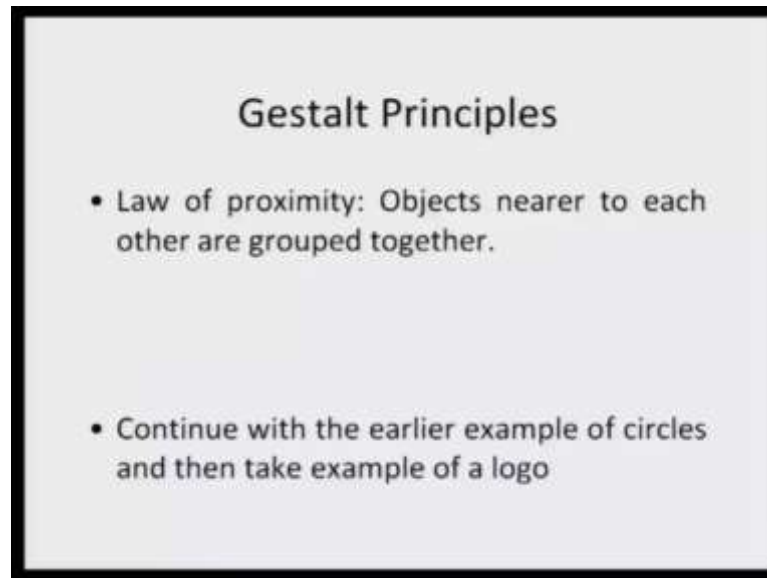 Gestalt Principles
• Law of proximity: Objects nearer to each
other are grouped together.
• Continue with the earlier example of circles
and then take example of a logo